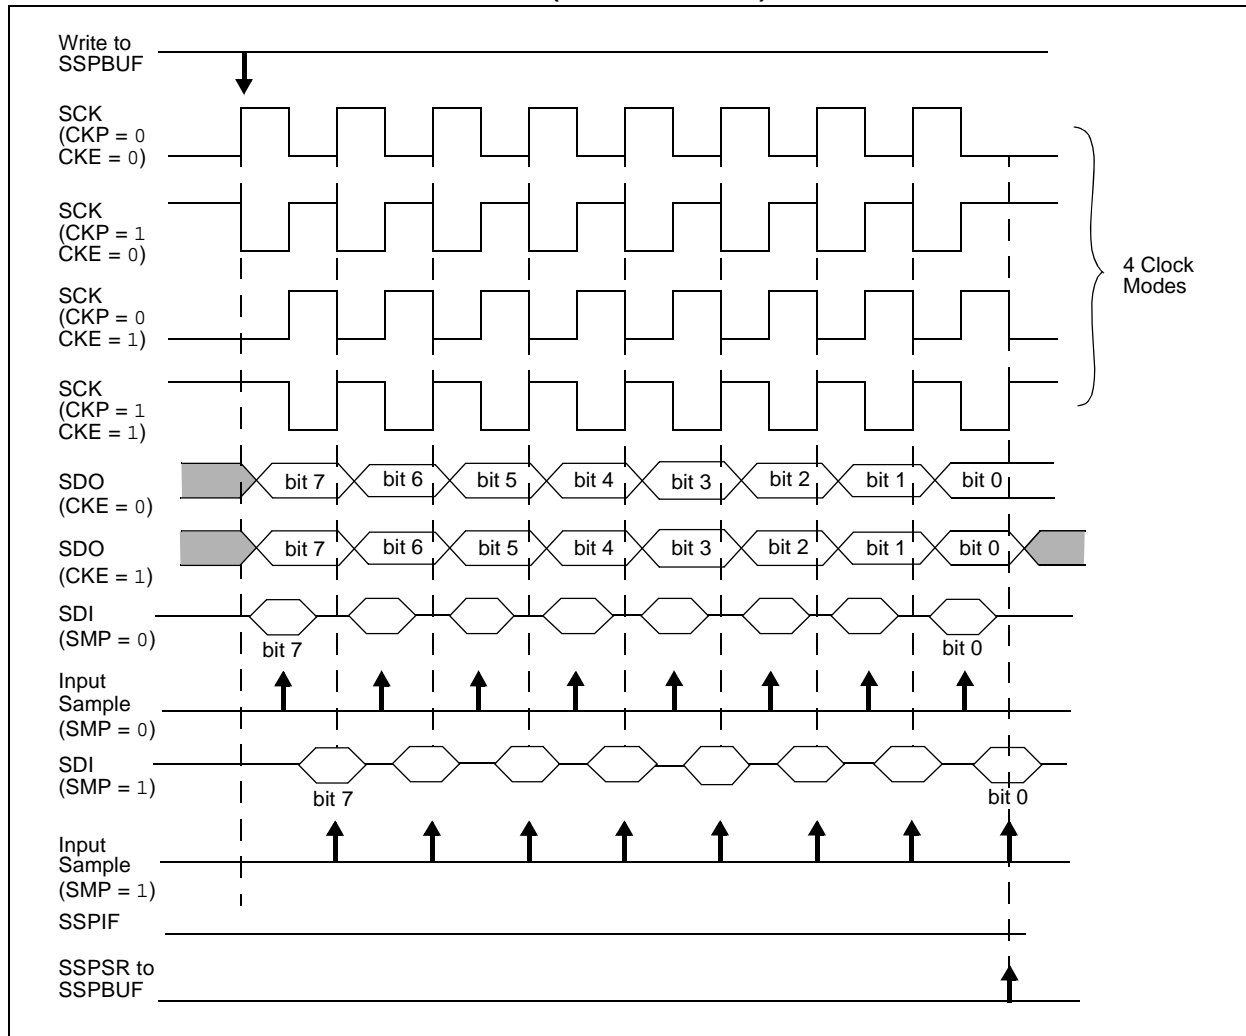 Write to
SSPBUF
SCK
(CKP = 0
CKE = 0)
SCK
(CKP = 1
CKE = 0)
4 Clock
Modes
SCK
(CKP = 0
CKE = 1)
SCK
(CKP = 1
CKE = 1)
SDO
(CKE = 0)
bit 7 bit 6 bit 5 bit 4 bit 3 bit 2 bit 1 bit 0
SDO
(CKE = 1)
bit 7 bit 6 bit 5 bit 4 bit 3 bit 2 bit 1 bit 0
SDI
(SMP = 0)
bit 7 bit 0
Input
Sample
(SMP = 0)
SDI
(SMP = 1)
bit 7 bit 0
Input
Sample
(SMP = 1)
SSPIF
SSPSR to
SSPBUF